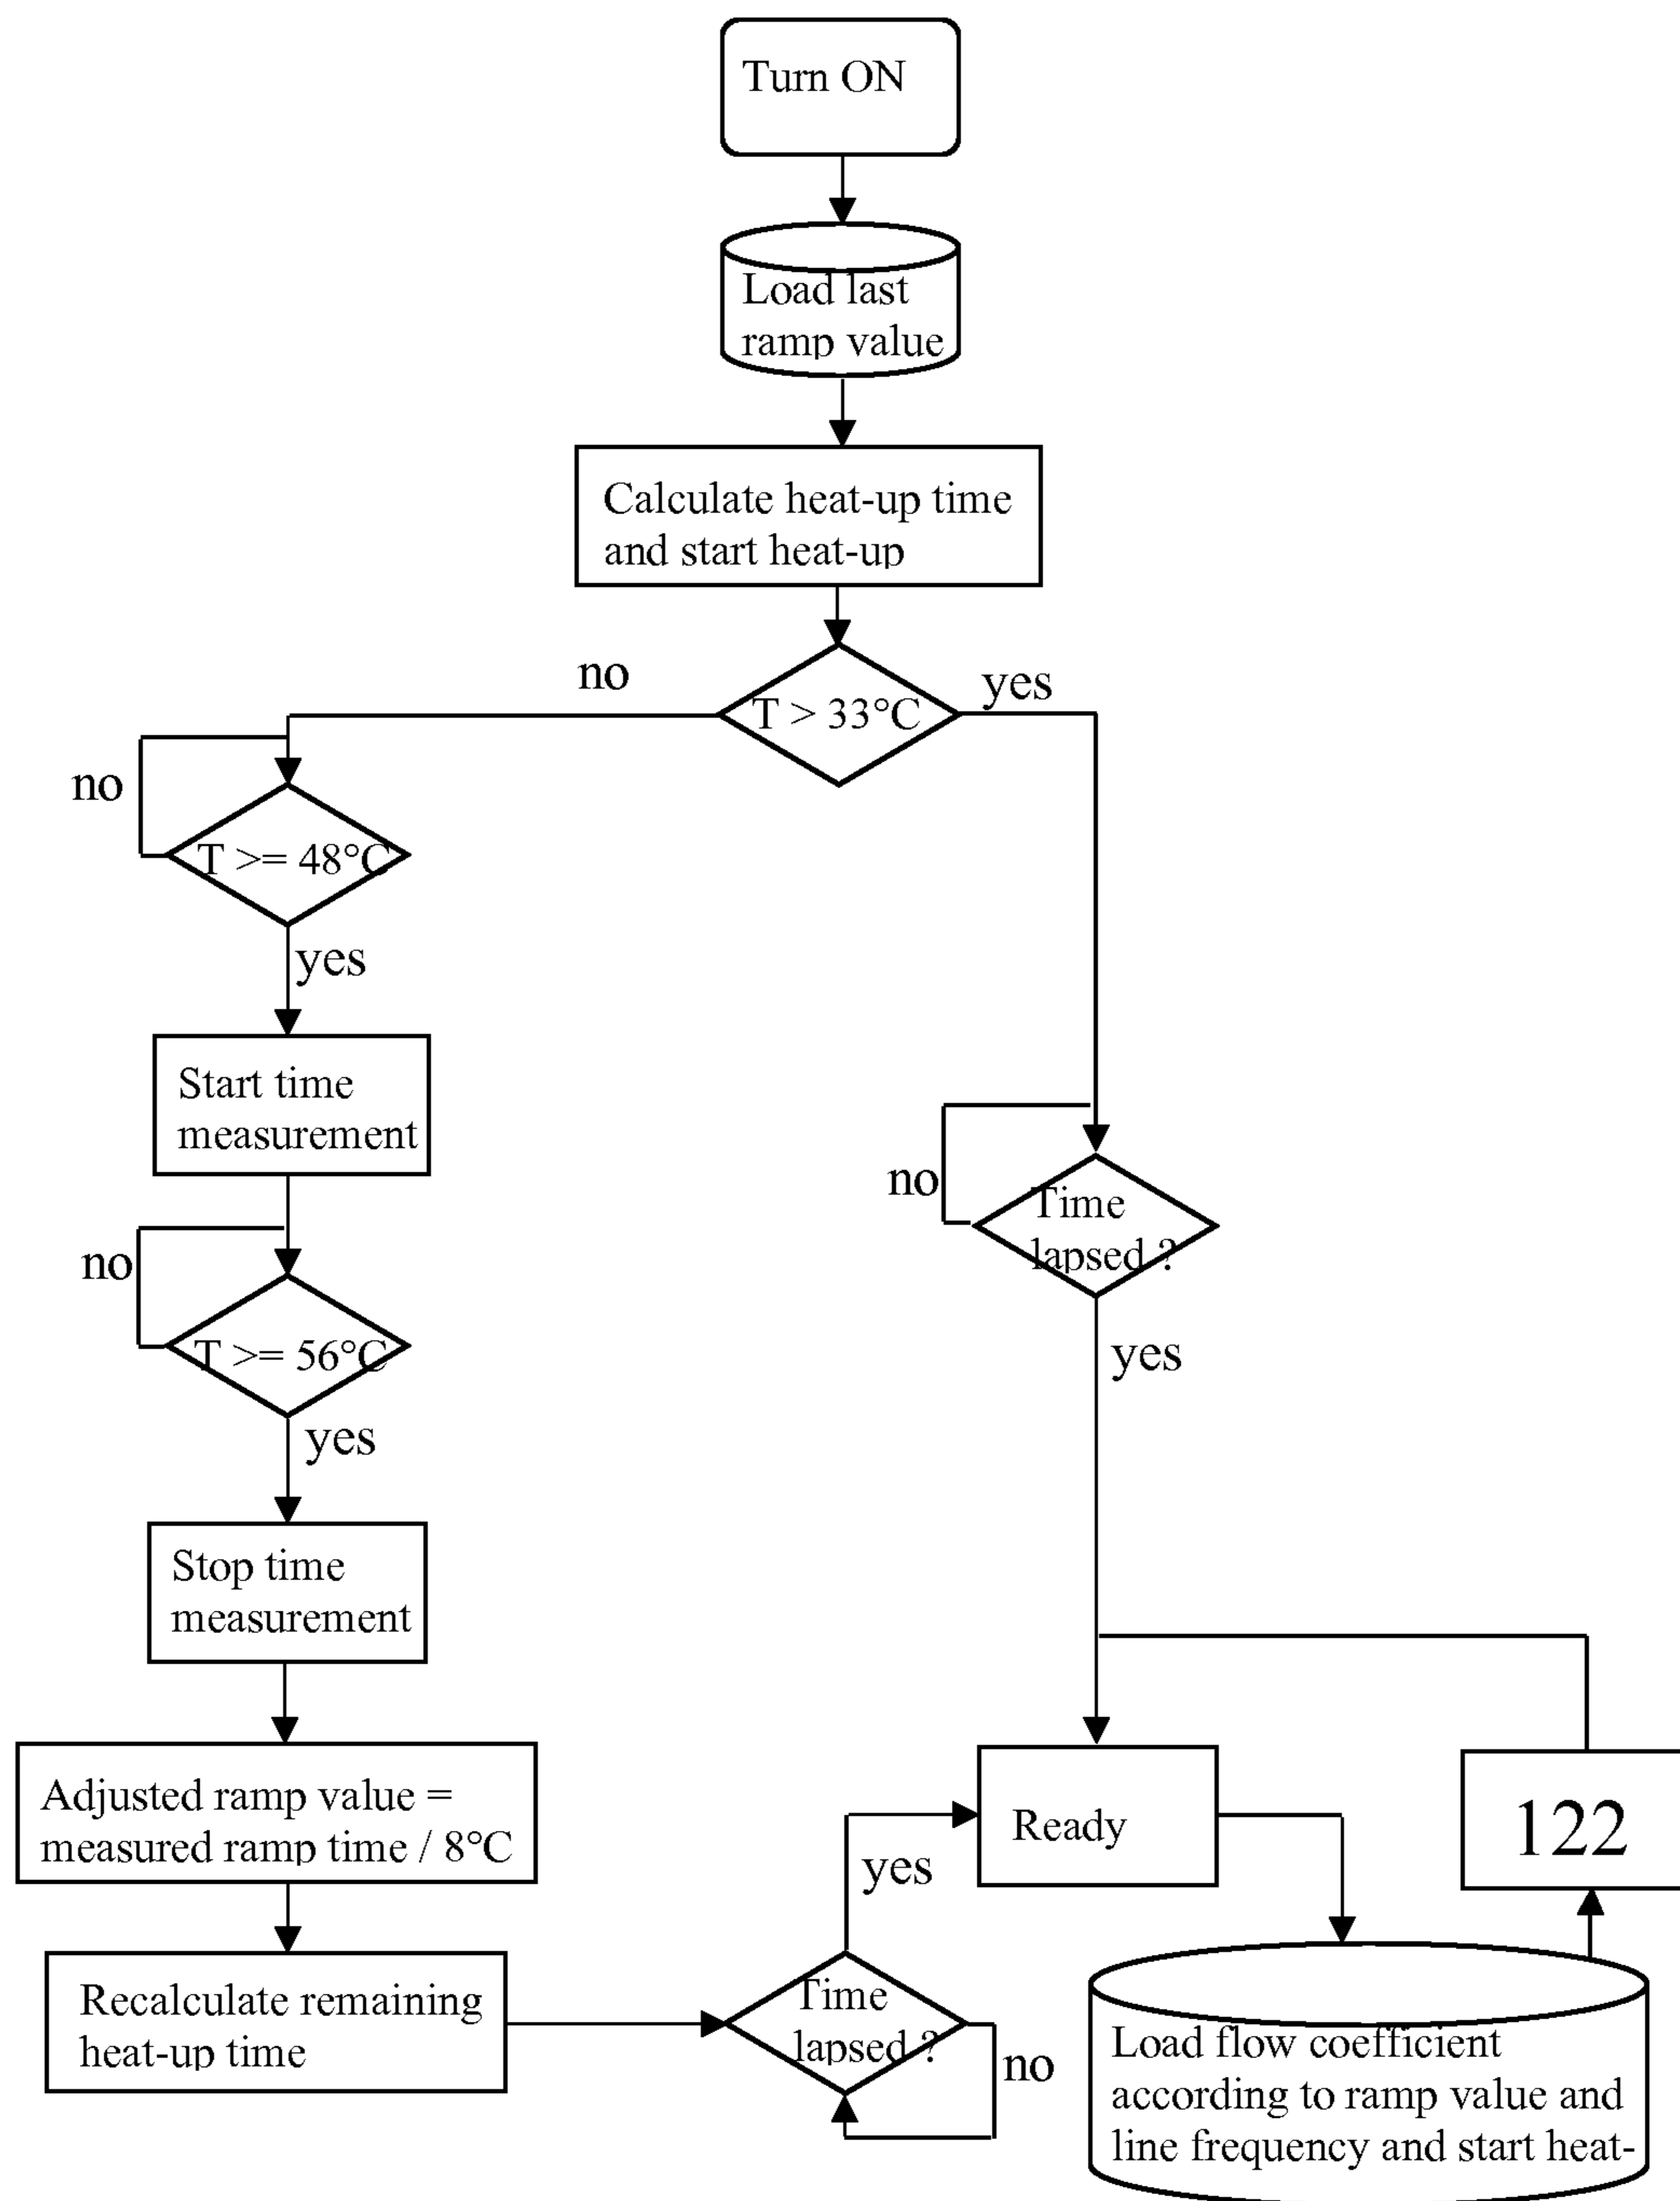 Turn ON
Load last
ramp value
Calculate heat-up time
and start heat-up
no
yes
T > 33°C
no
T >= 48°C
yes
Start time
measurement
no
Time
lapsed ?
no
T >= 56°C
yes
yes
Stop time
measurement
Adjusted ramp value =
measured ramp time / 8°C
Ready
122
yes
Recalculate remaining
heat-up time
Time
lapsed ?
no
Load flow coefficient
according to ramp value and
line frequency and start heat-